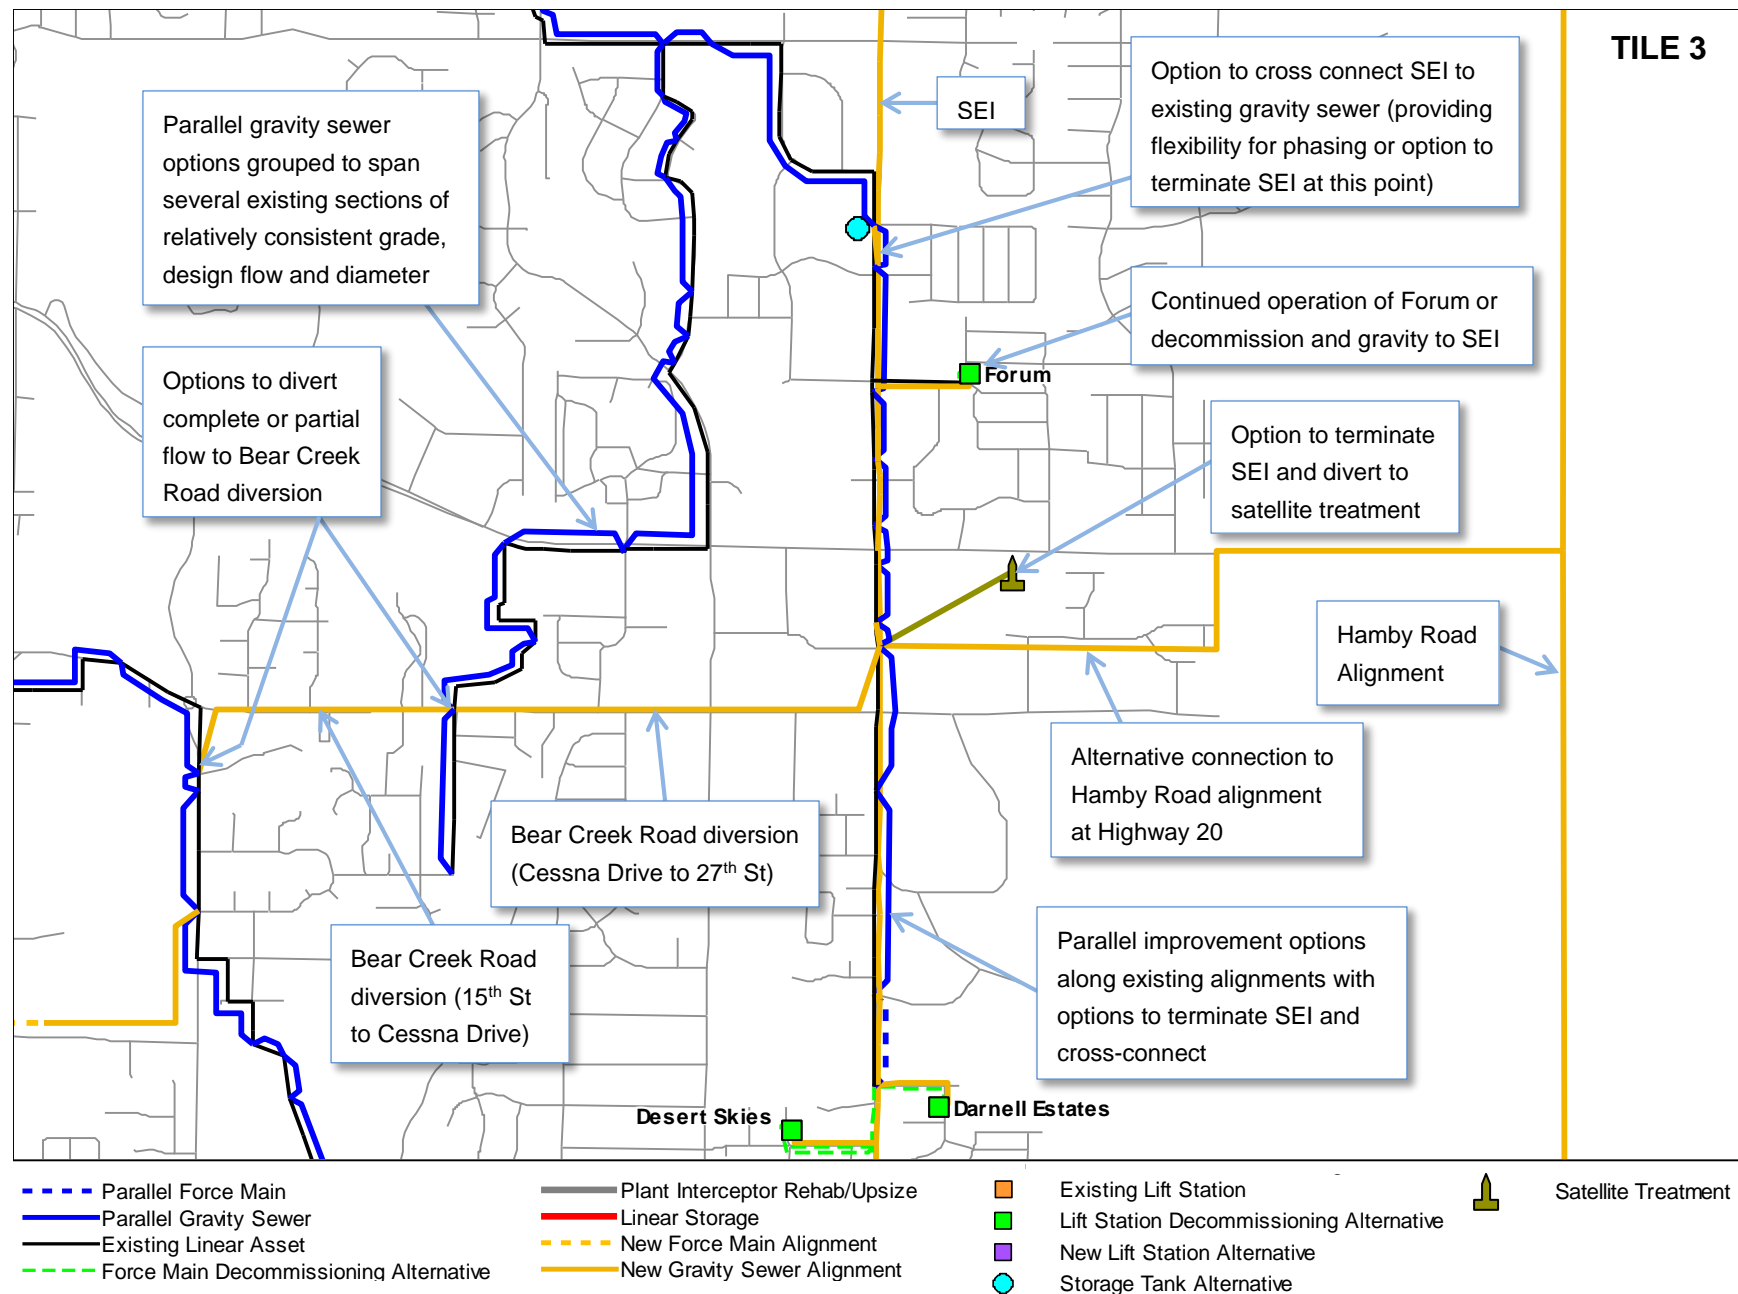 TILE 3
Option to cross connect SEI to
existing gravity sewer (providing
flexibility for phasing or option to
terminate SEI at this point)
SEI
Parallel gravity sewer
options grouped to span
several existing sections of
relatively consistent grade,
design flow and diameter
Continued operation of Forum or
decommission and gravity to SEI
Forum
Options to divert
complete or partial
flow to Bear Creek
Road diversion
Option to terminate
SEI and divert to
satellite treatment
Hamby Road
Alignment
Alternative connection to
Hamby Road alignment
at Highway 20
Bear Creek Road diversion
(Cessna Drive to 27th St)
Bear Creek Road
diversion (15th St
to Cessna Drive)
Parallel improvement options
along existing alignments with
options to terminate SEI and
cross-connect
Desert Skies
Darnell Estates
Parallel Force Main
Parallel Gravity Sewer
Existing Linear Asset
Force Main Decommissioning Alternative
Plant Interceptor Rehab/Upsize
Linear Storage
New Force Main Alignment
New Gravity Sewer Alignment
Existing Lift Station
Lift Station Decommissioning Alternative
New Lift Station Alternative
Storage Tank Alternative
Satellite Treatment